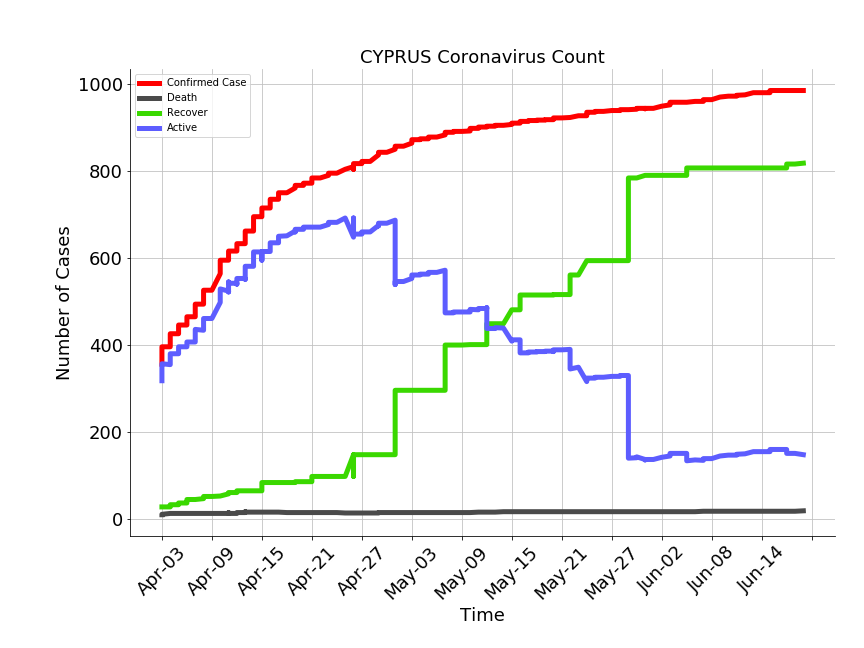 CYPRUS Coronavirus Count
Confirmed Case
Death
Recover
Active
1000
800
600
400
200
0
Number of Cases
Apr-03
Apr-09
Apr-15
Apr-21
Apr-27
May-03
May-09
May-15
May-21
May-27
Jun-02
Jun-08
Jun-14
Time